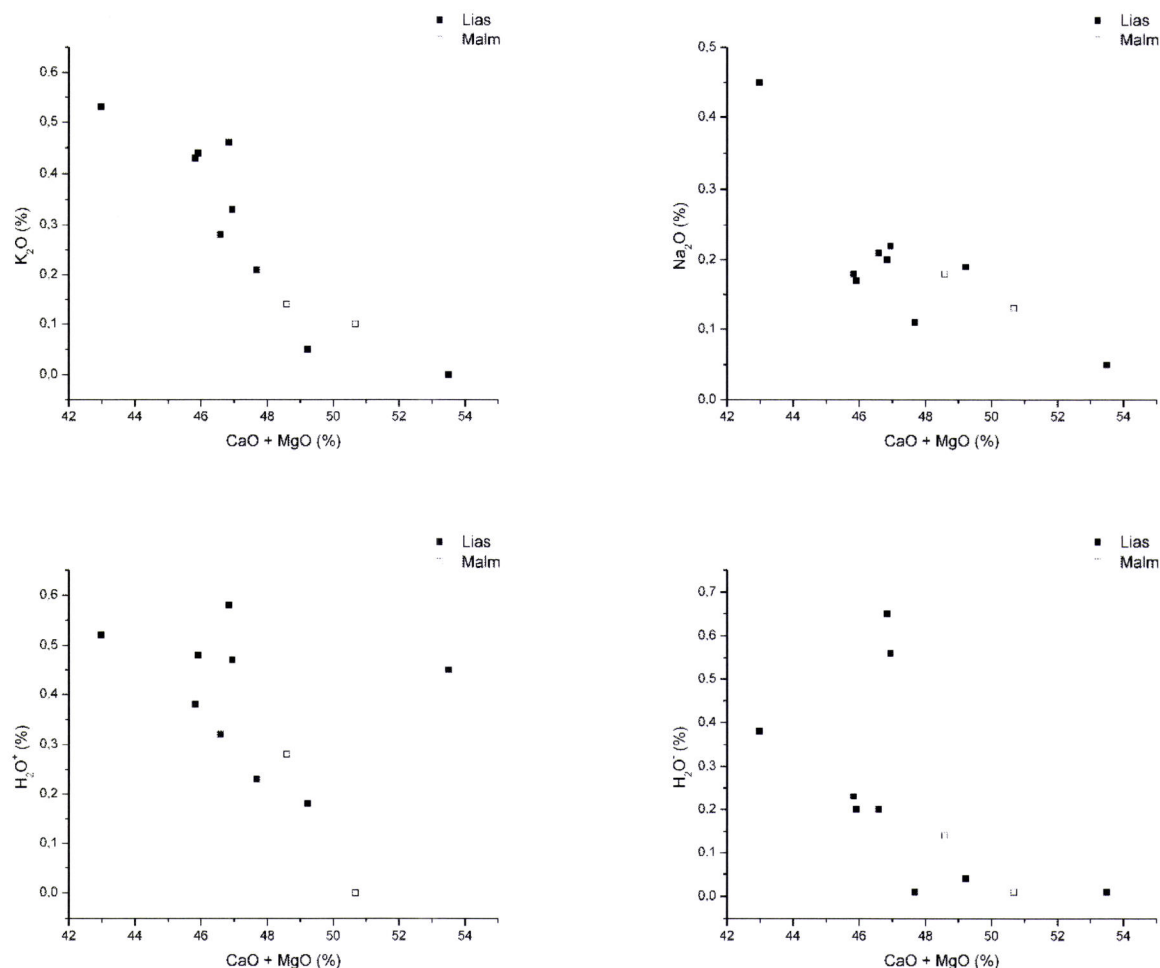 Lias
Malm
0,6
0,5
0,4
0,3
0,2
0,1
0,0
K₂O (%)
42 44 46 48 50 52 54
CaO + MgO (%)
Lias
Malm
0,5
0,4
0,3
0,2
0,1
0,0
Na₂O (%)
42 44 46 48 50 52 54
CaO + MgO (%)
Lias
Malm
0,6
0,5
0,4
0,3
0,2
0,1
0,0
H₂O⁺ (%)
42 44 46 48 50 52 54
CaO + MgO (%)
Lias
Malm
0,7
0,6
0,5
0,4
0,3
0,2
0,1
0,0
H₂O⁻ (%)
42 44 46 48 50 52 54
CaO + MgO (%)